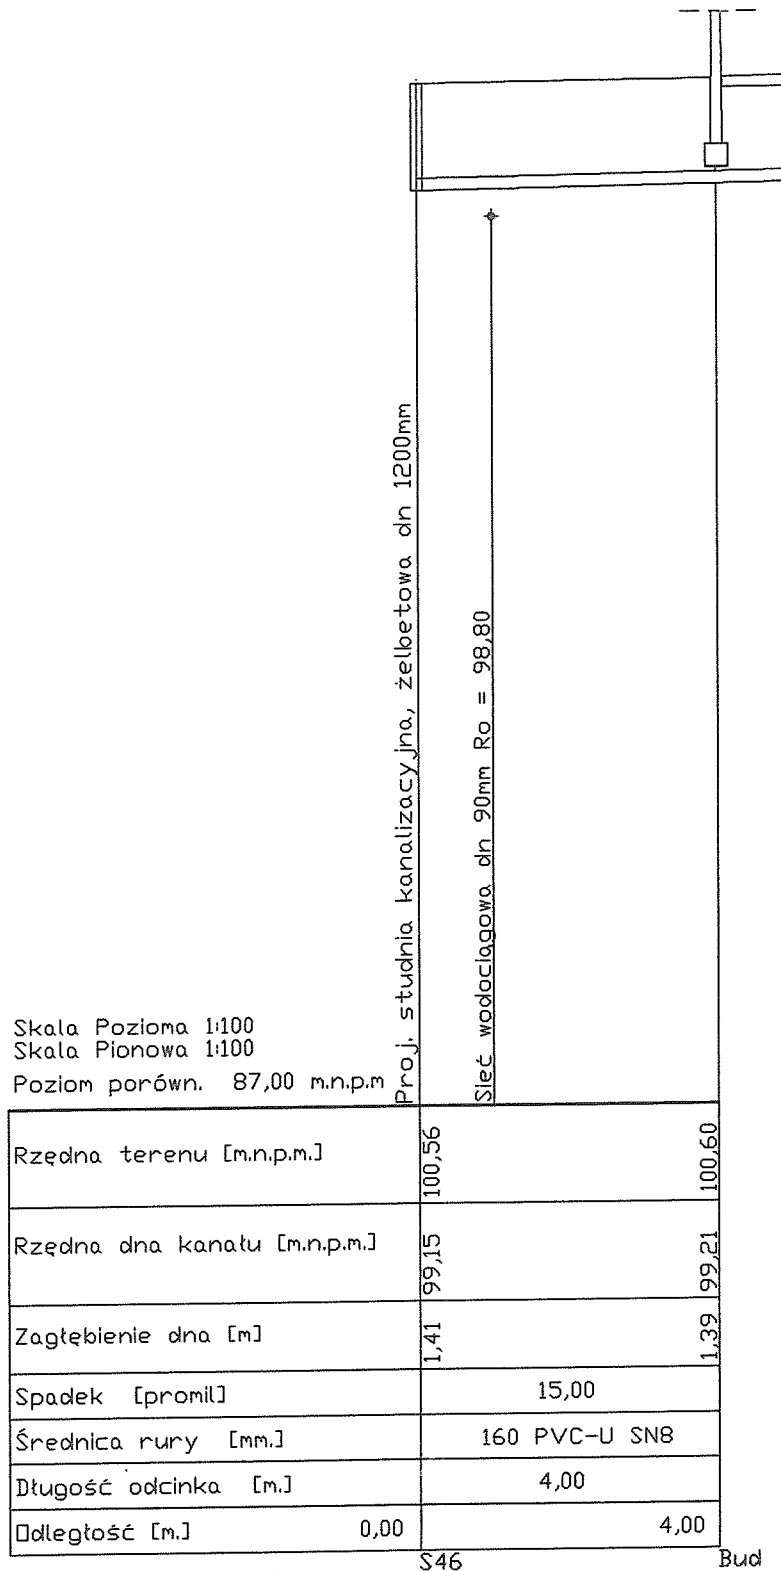 Proj. studnia kanalizacyjna, żelbetowa dn 1200mm
Sieć wodociągowa dn 90mm Ro = 98,80
Skala Pozioma 1:100
Skala Pionowa 1:100
Poziom porówn. 87,00 m.n.p.m
Rzędna terenu [m.n.p.m.] 100,56 100,60
Rzędna dna kanału [m.n.p.m.] 99,15 99,21
Zagłębienie dna [m] 1,41 1,39
Spadek [promil] 15,00
Średnica rury [mm.] 160 PVC-U SN8
Długość odcinka [m.] 4,00
Odległość [m.] 0,00 4,00
S46 Bud